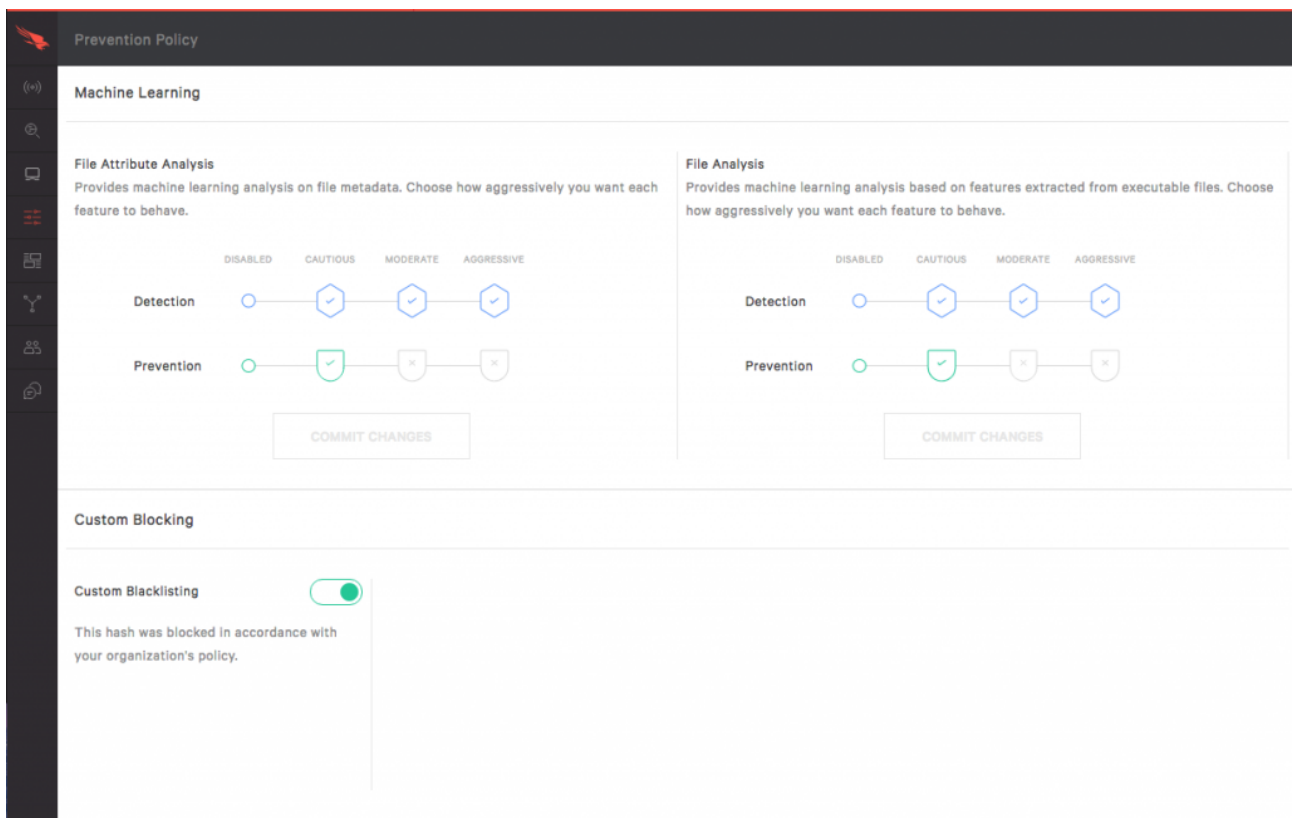 Prevention Policy
Machine Learning
File Attribute Analysis
Provides machine learning analysis on file metadata. Choose how aggressively you want each
feature to behave.
DISABLED CAUTIOUS MODERATE AGGRESSIVE
Detection
Prevention
COMMIT CHANGES
File Analysis
Provides machine learning analysis based on features extracted from executable files. Choose
how aggressively you want each feature to behave.
DISABLED CAUTIOUS MODERATE AGGRESSIVE
Detection
Prevention
COMMIT CHANGES
Custom Blocking
Custom Blacklisting
This hash was blocked in accordance with
your organization's policy.